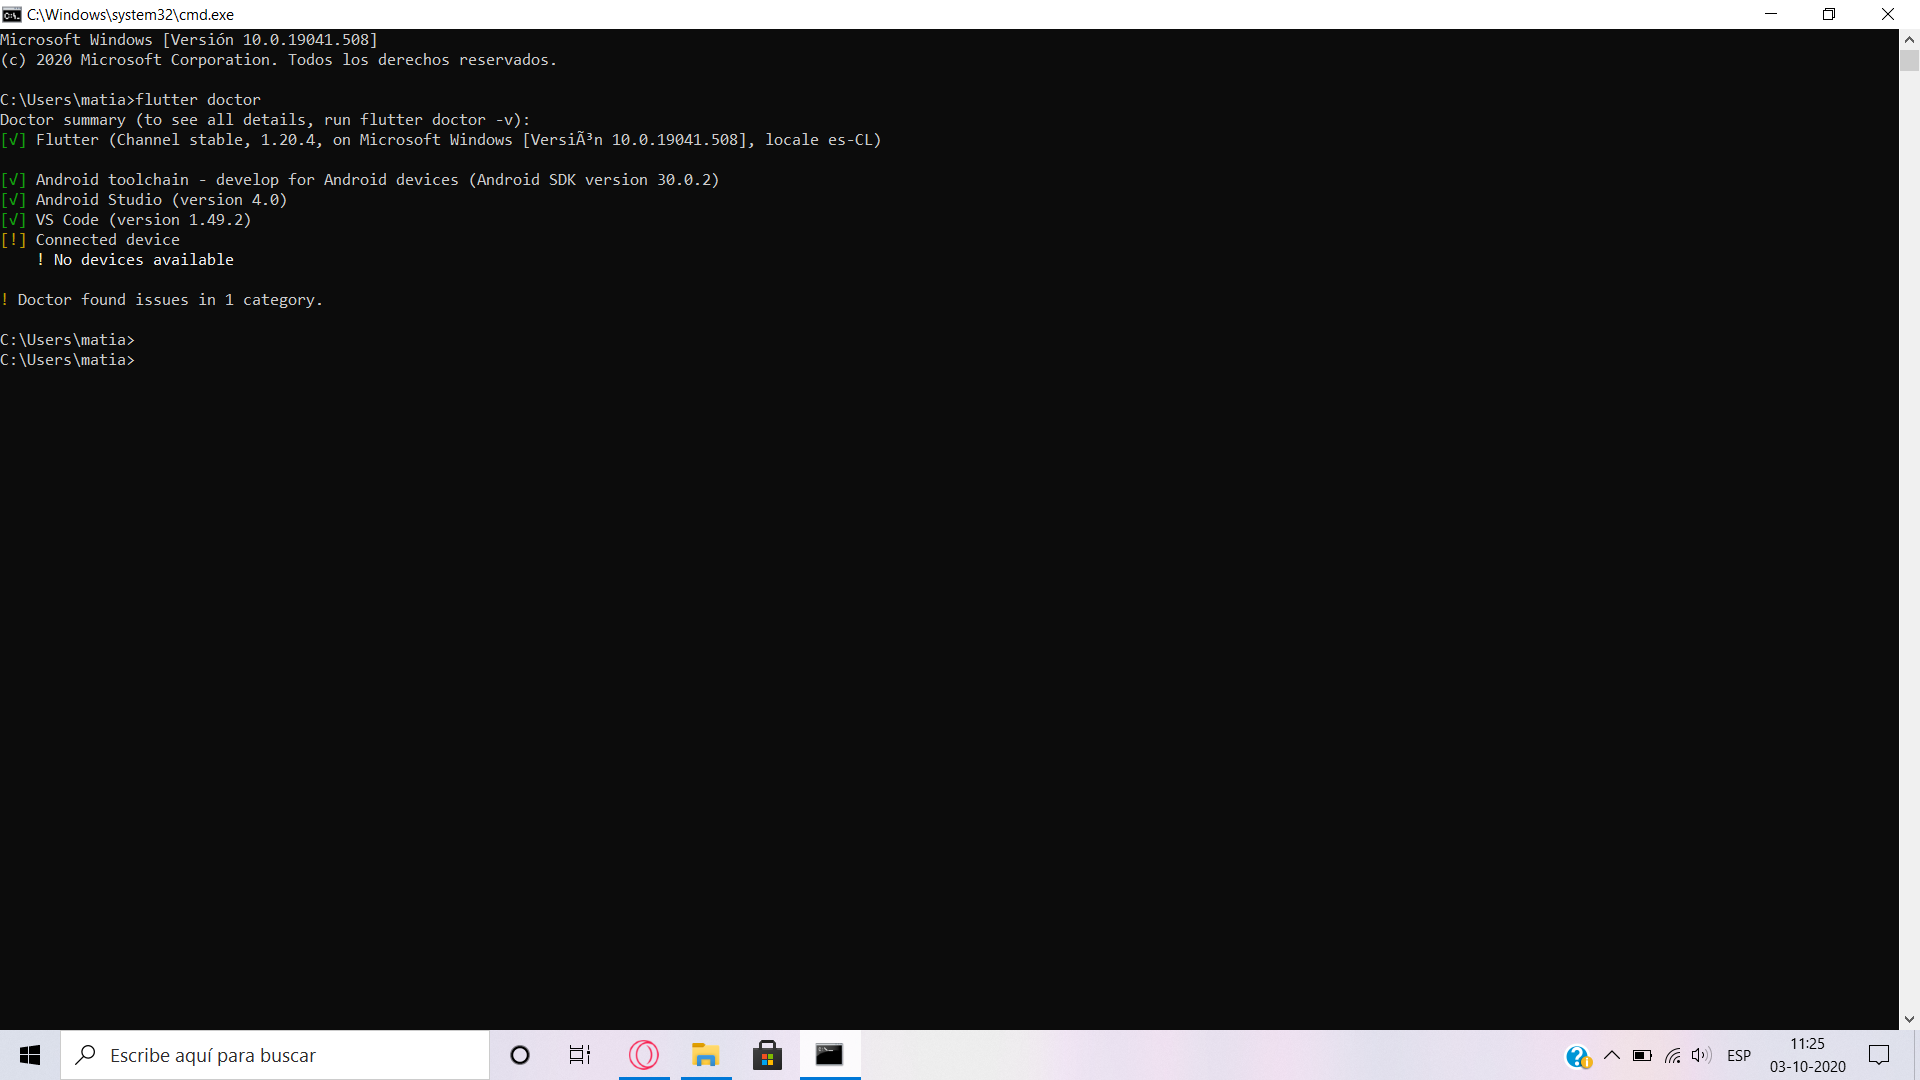 C:\Windows\system32\cmd.exe
Microsoft Windows [Versión 10.0.19041.508]
(c) 2020 Microsoft Corporation. Todos los derechos reservados.
C:\Users\matia>flutter doctor
Doctor summary (to see all details, run flutter doctor -v):
[√] Flutter (Channel stable, 1.20.4, on Microsoft Windows [VersiÃ³n 10.0.19041.508], locale es-CL)
[√] Android toolchain - develop for Android devices (Android SDK version 30.0.2)
[√] Android Studio (version 4.0)
[√] VS Code (version 1.49.2)
[!] Connected device
    ! No devices available
! Doctor found issues in 1 category.
C:\Users\matia>
C:\Users\matia>
Escribe aquí para buscar
ESP
11:25
03-10-2020